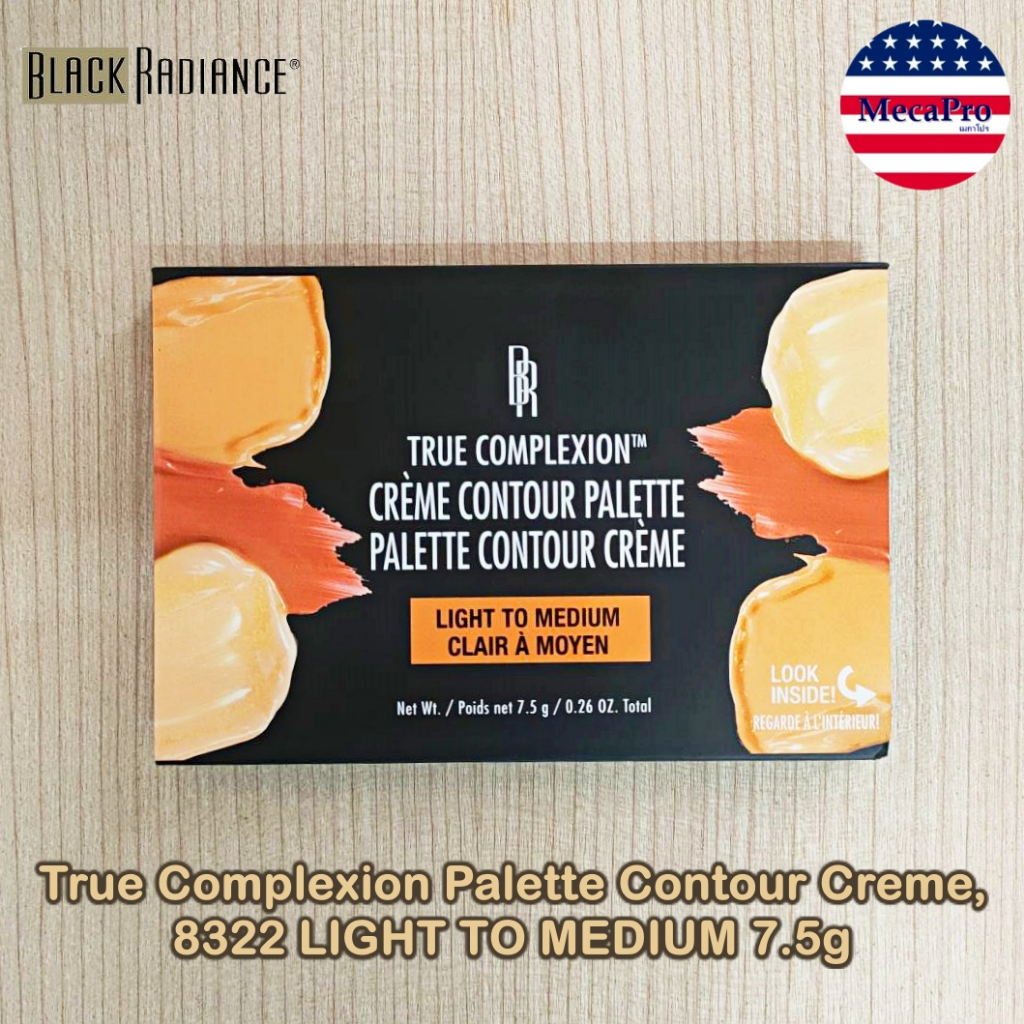 BLACK RADIANCE®
MecaPro
เมกาโปร
BR
TRUE COMPLEXION™
CRÈME CONTOUR PALETTE
PALETTE CONTOUR CRÈME
LIGHT TO MEDIUM
CLAIR À MOYEN
Net Wt. / Poids net 7.5 g / 0.26 OZ. Total
LOOK
INSIDE!
REGARDE À L'INTÉRIEUR!
True Complexion Palette Contour Creme,
8322 LIGHT TO MEDIUM 7.5g